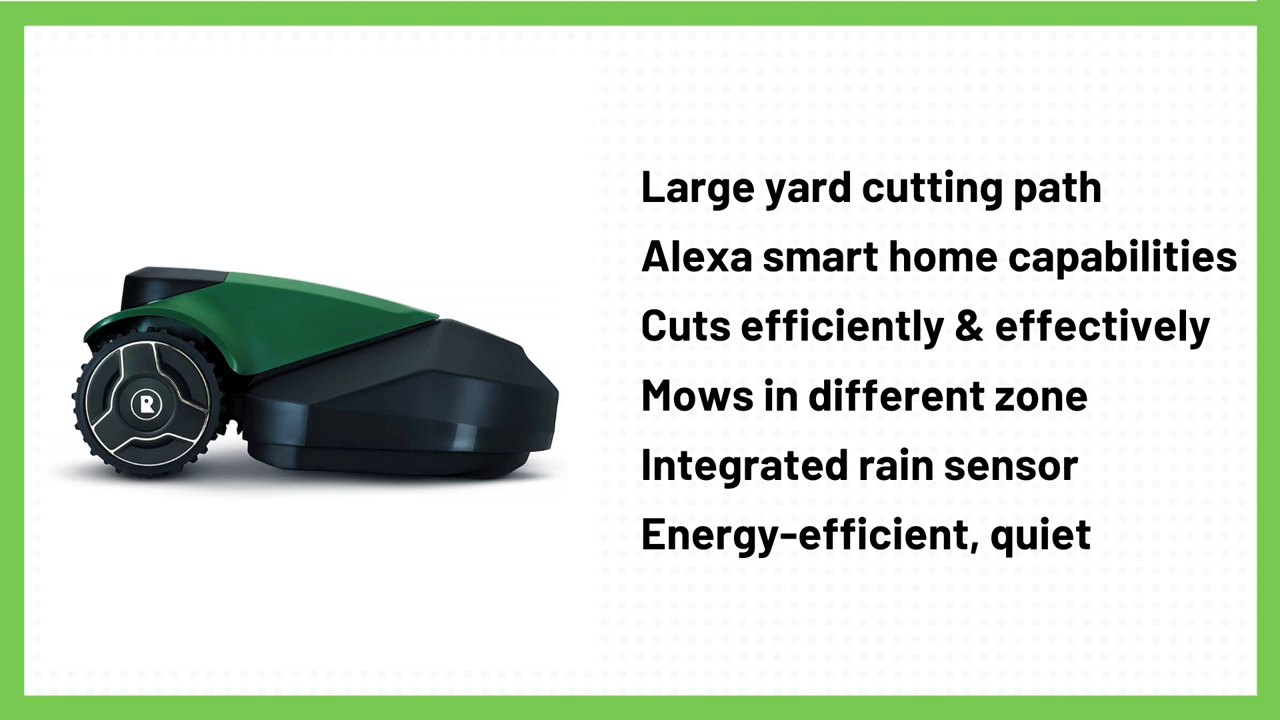 R
Large yard cutting path
Alexa smart home capabilities
Cuts efficiently & effectively
Mows in different zone
Integrated rain sensor
Energy-efficient, quiet